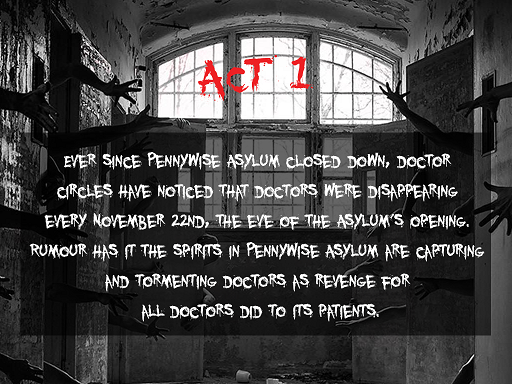 ACT 1
EVER SINCE PENNYWISE ASYLUM CLOSED DOWN, DOCTOR
CIRCLES HAVE NOTICED THAT DOCTORS WERE DISAPPEARING
EVERY NOVEMBER 22ND, THE EVE OF THE ASYLUM'S OPENING.
RUMOUR HAS IT THE SPIRITS IN PENNYWISE ASYLUM ARE CAPTURING
AND TORMENTING DOCTORS AS REVENGE FOR
ALL DOCTORS DID TO ITS PATIENTS.